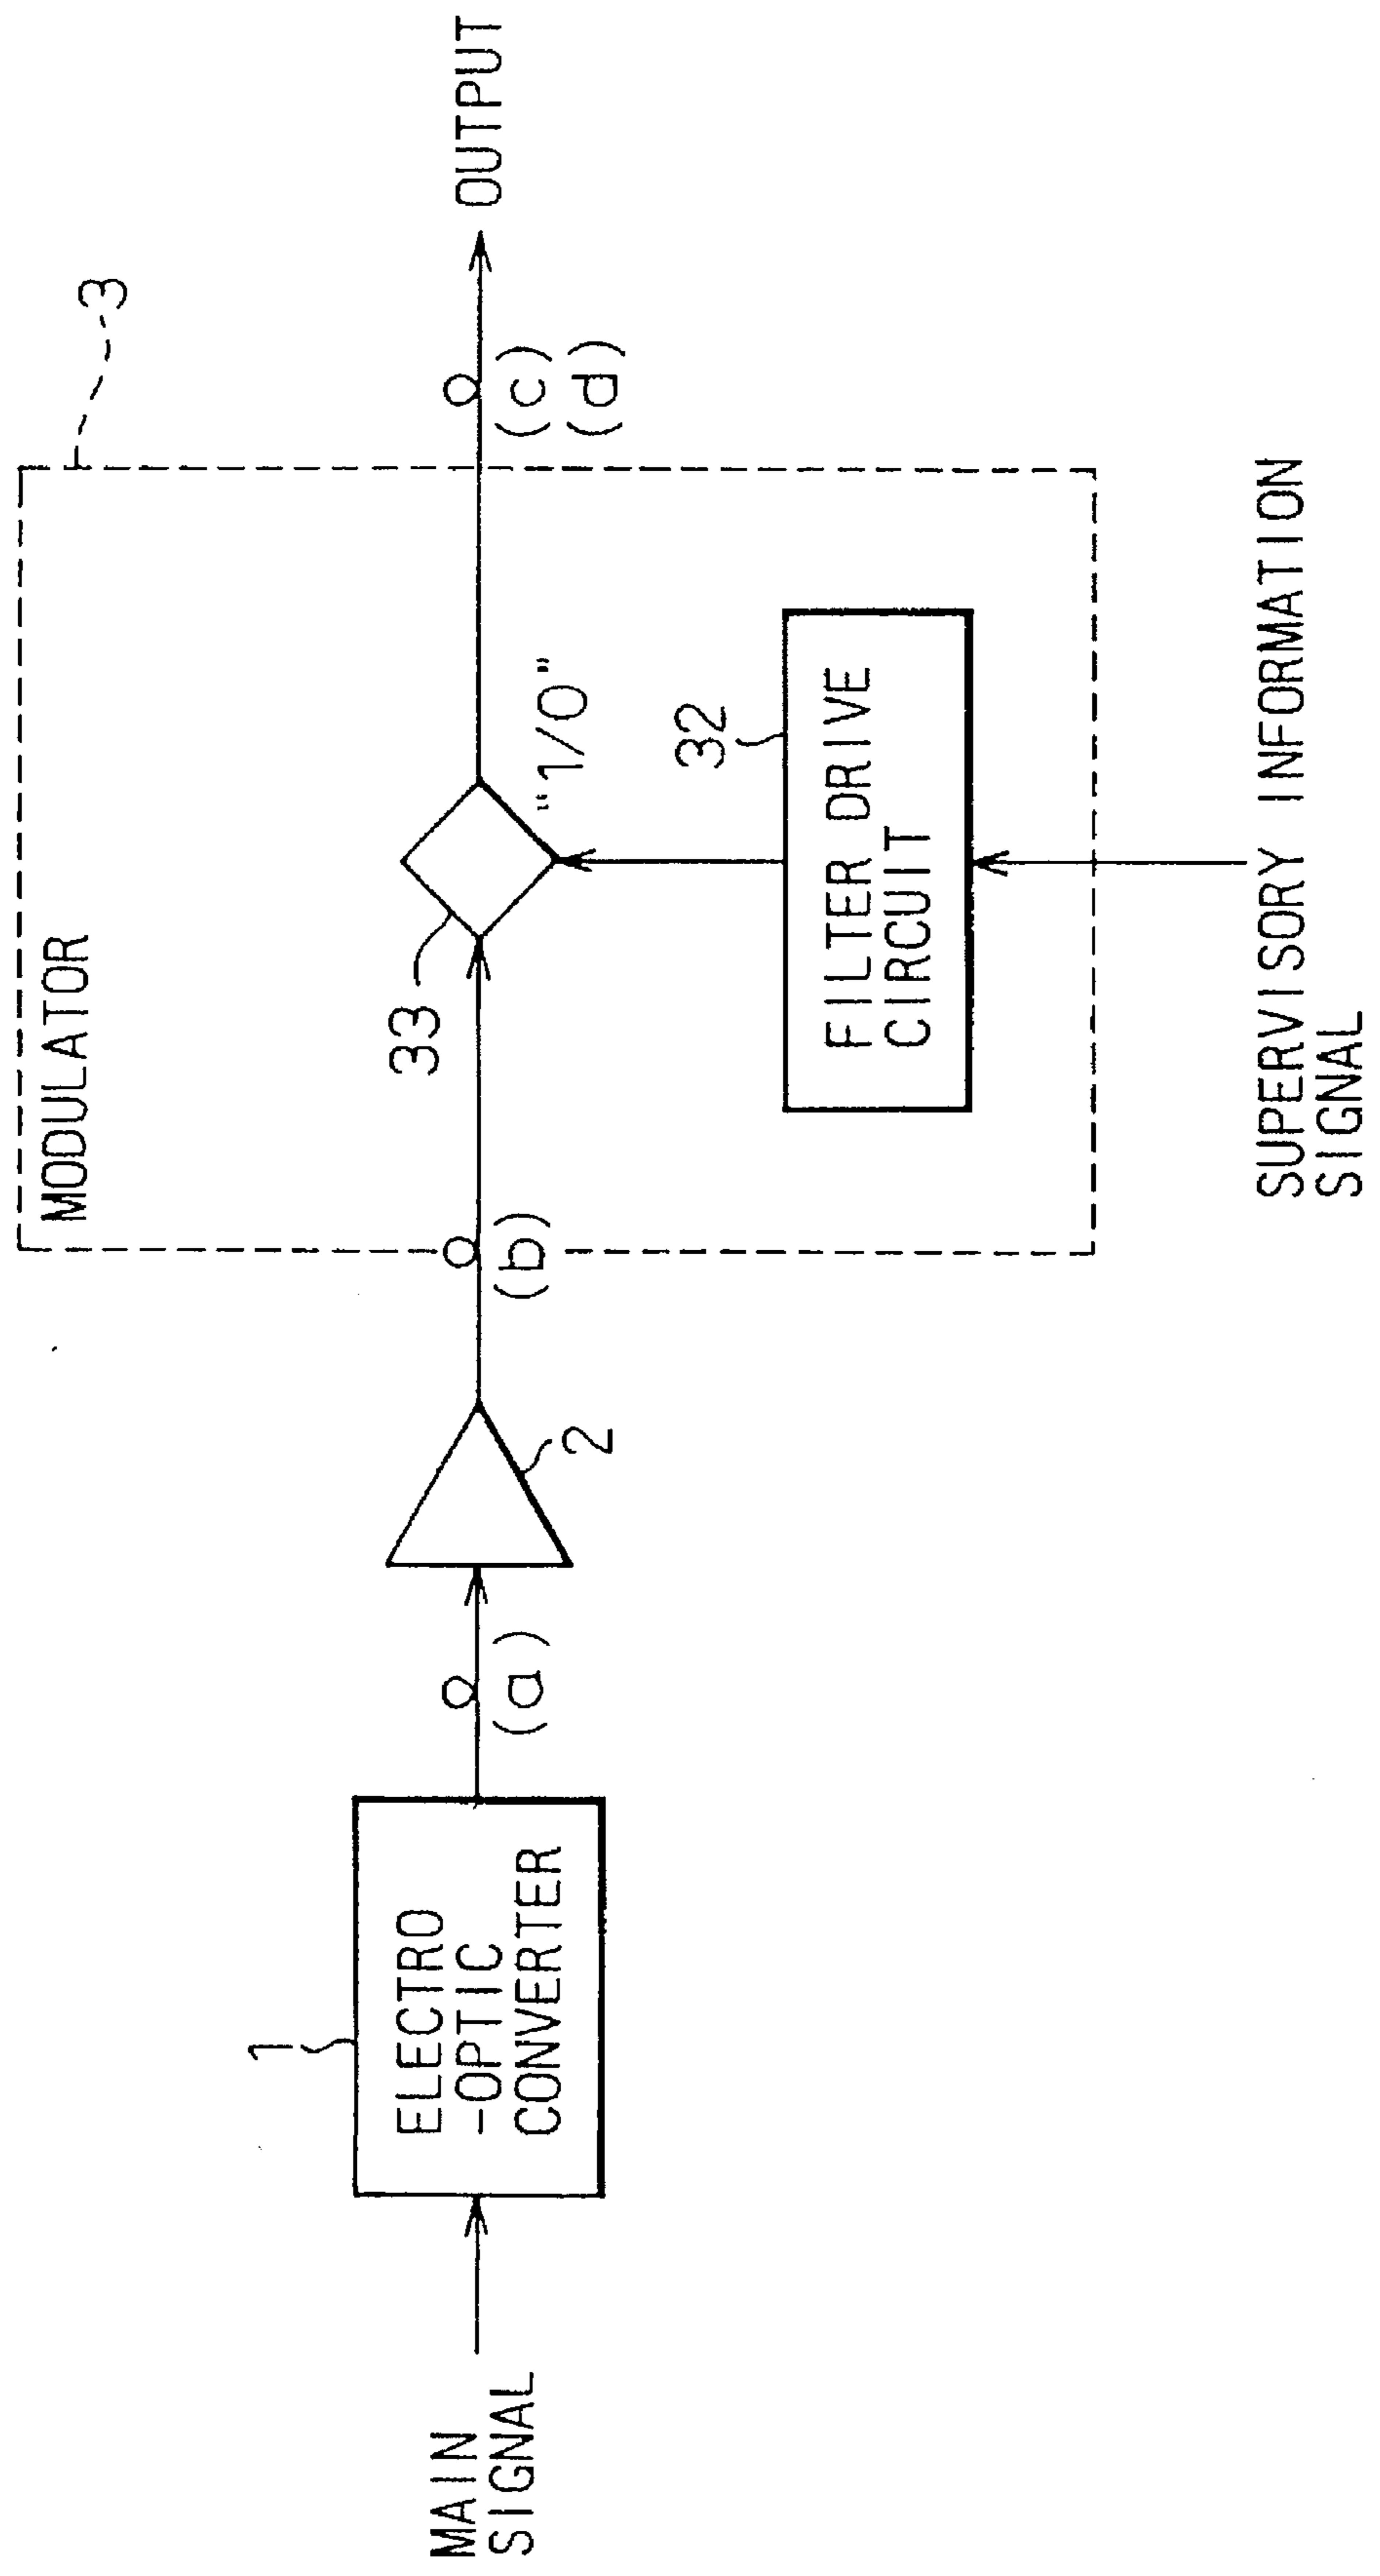 MAIN
SIGNAL
1
ELECTRO
-OPTIC
CONVERTER
(a)
2
(b)
MODULATOR
3
33
"1/0"
32
FILTER DRIVE
CIRCUIT
SUPERVISORY INFORMATION
SIGNAL
(c)
(d)
OUTPUT